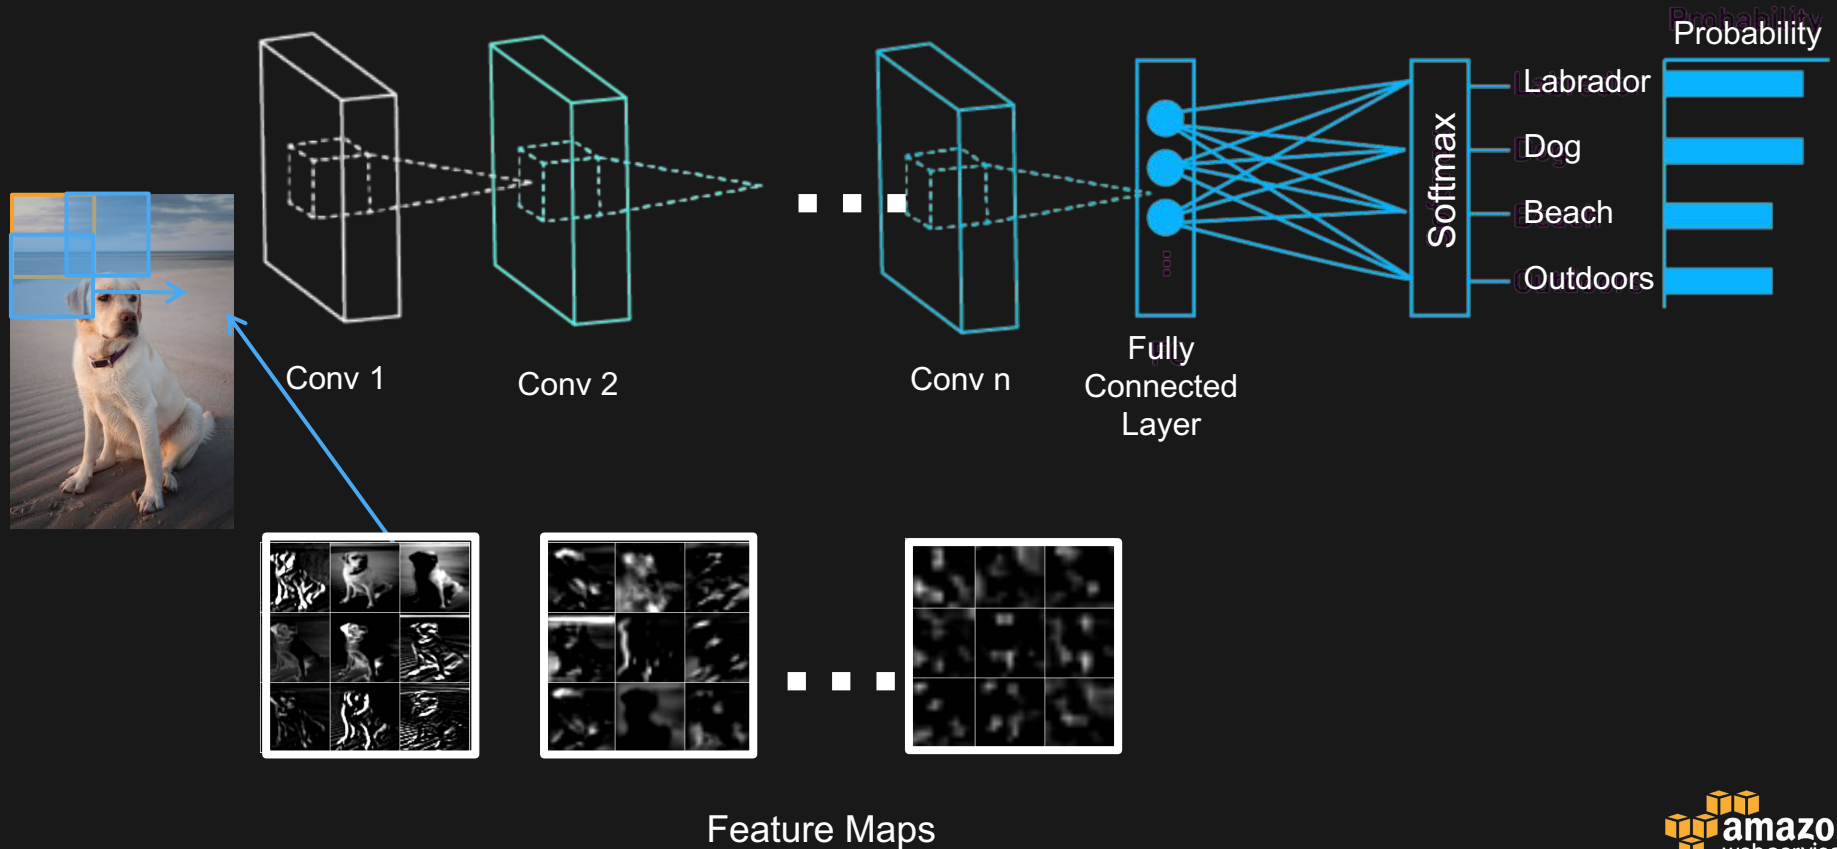 Probability
Labrador
Dog
Beach
Outdoors
Softmax
Conv 1
Conv 2
Conv n
Fully
Connected
Layer
Feature Maps
amazo